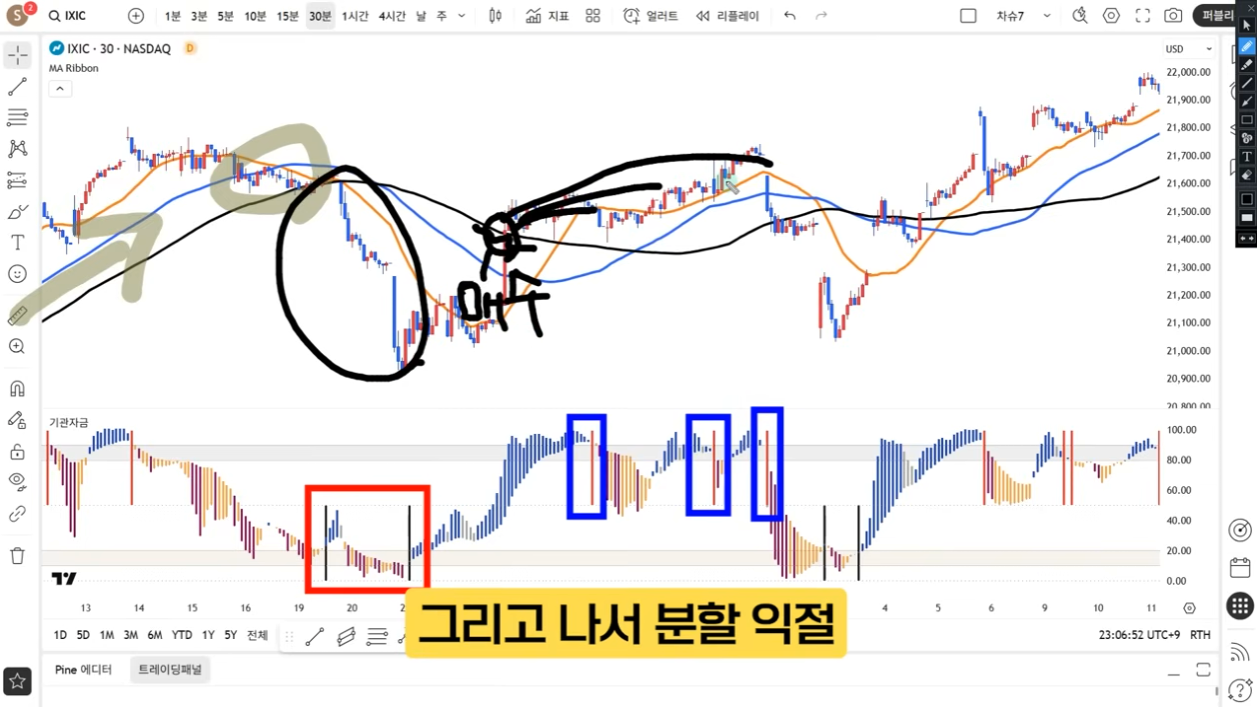 S 2 IXIC 1분 3분 5분 10분 15분 30분 1시간 4시간 날 주 지표 얼러트 리플레이 차슈7 퍼블리
IXIC · 30 · NASDAQ D USD
MA Ribbon
22,000.00
21,900.00
21,800.00
21,700.00
21,600.00
21,500.00
21,400.00
21,300.00
21,200.00
21,100.00
21,000.00
20,900.00
20,800.00
매수
기관자금
100.00
80.00
60.00
40.00
20.00
0.00
13 14 15 16 19 20 4 5 6 9 10 11
그리고 나서 분할 익절
1D 5D 1M 3M 6M YTD 1Y 5Y 전체 23:06:52 UTC+9 RTH
Pine 에디터 트레이딩패널